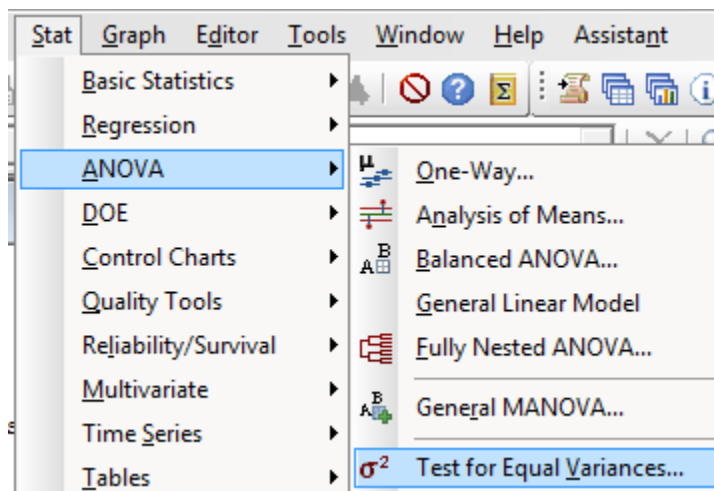 Stat Graph Editor Tools Window Help Assistant
Basic Statistics
Regression
ANOVA
DOE
Control Charts
Quality Tools
Reliability/Survival
Multivariate
Time Series
Tables
μ One-Way...
Analysis of Means...
A B Balanced ANOVA...
General Linear Model
Fully Nested ANOVA...
A B General MANOVA...
σ² Test for Equal Variances...